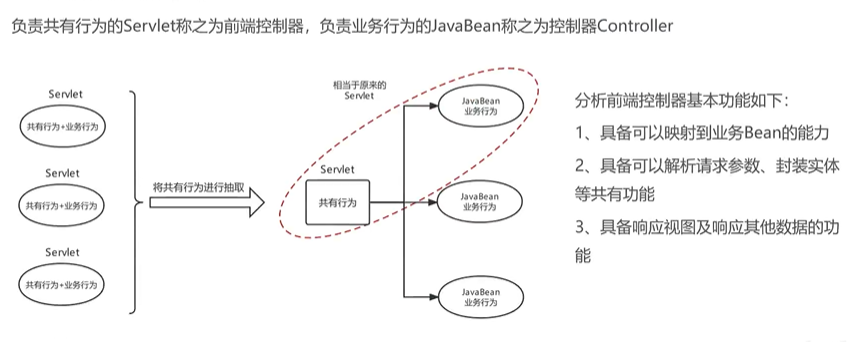 负责共有行为的Servlet称之为前端控制器，负责业务行为的JavaBean称之为控制器Controller
Servlet
共有行为+业务行为
Servlet
共有行为+业务行为
Servlet
共有行为+业务行为
将共有行为进行抽取
相当于原来的
Servlet
Servlet
共有行为
JavaBean
业务行为
JavaBean
业务行为
JavaBean
业务行为
分析前端控制器基本功能如下：
1、具备可以映射到业务Bean的能力
2、具备可以解析请求参数、封装实体
等共有功能
3、具备响应视图及响应其他数据的功
能